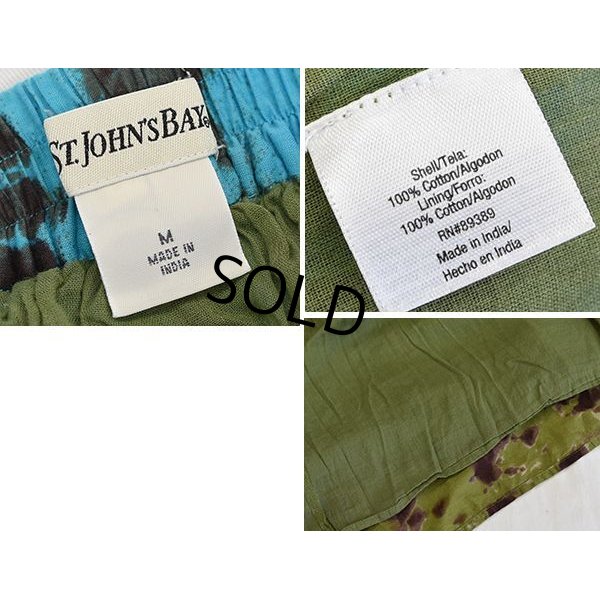 ST. JOHN'S BAY®
M
MADE IN
INDIA
Shell/Tela:
100% Cotton/Algodon
Lining/Forro:
100% Cotton/Algodon
RN#89389
Made in India/
Hecho en India
SOLD